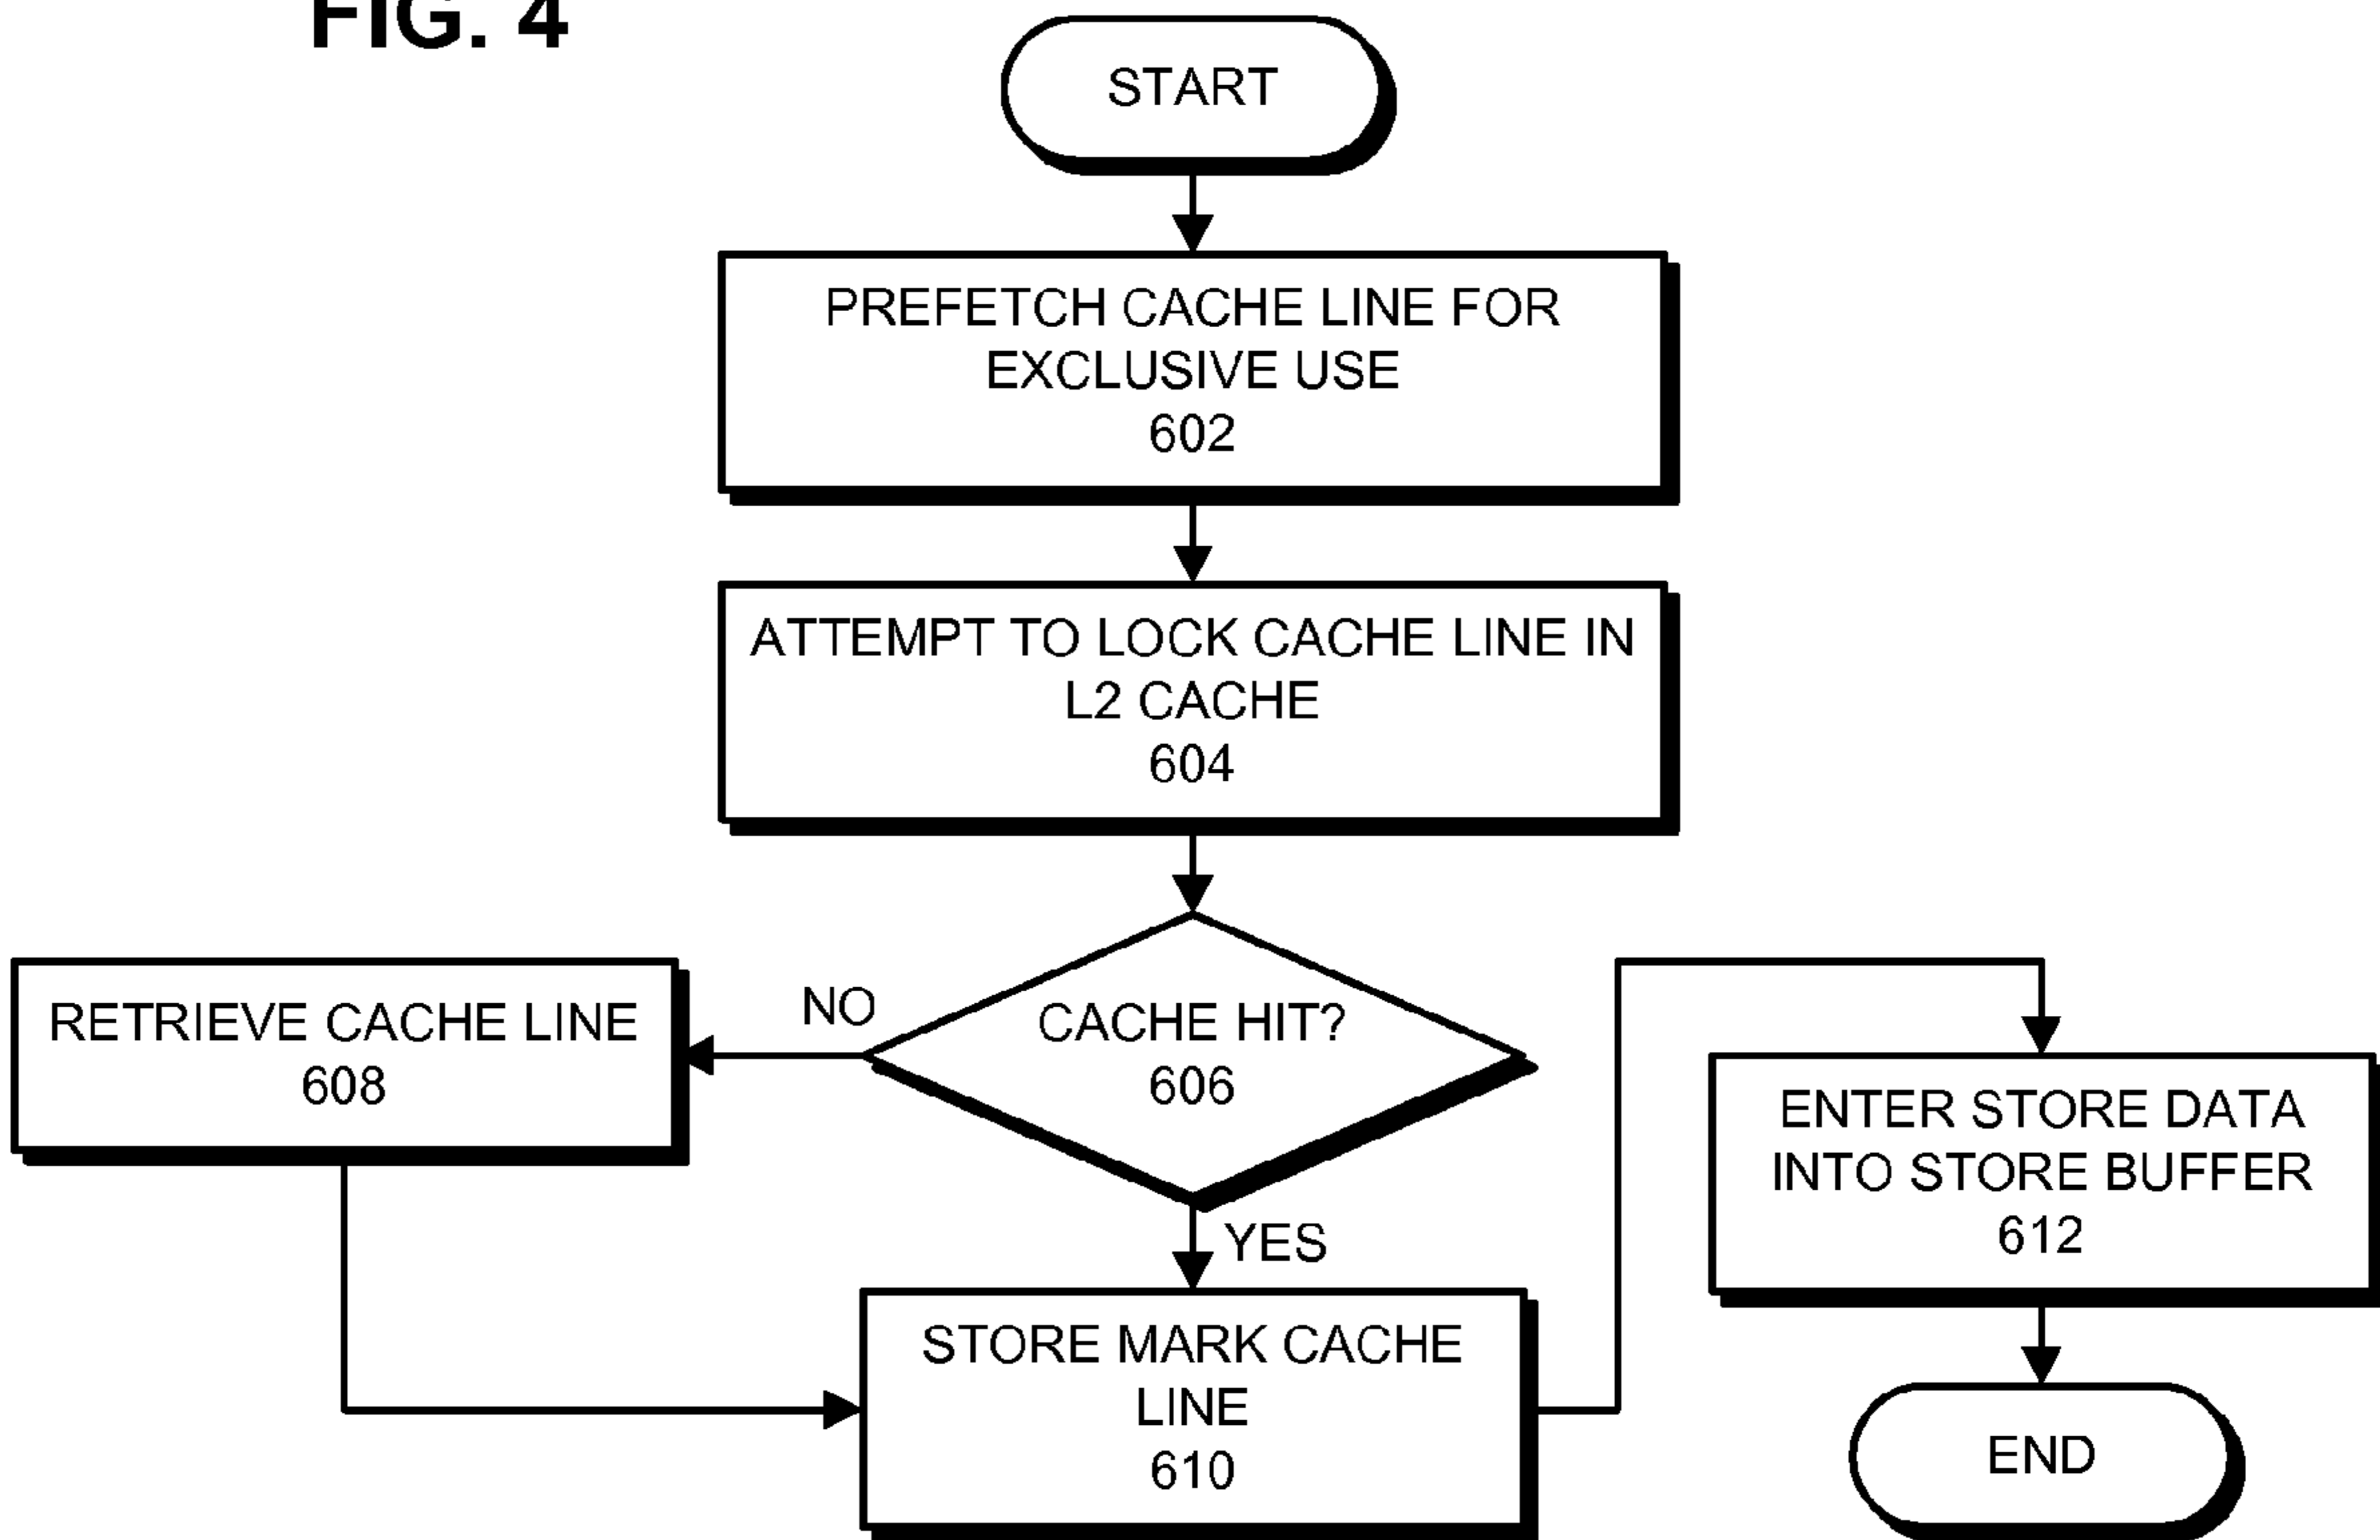 FIG. 4
START
PREFETCH CACHE LINE FOR
EXCLUSIVE USE
602
ATTEMPT TO LOCK CACHE LINE IN
L2 CACHE
604
CACHE HIT?
606
NO
RETRIEVE CACHE LINE
608
YES
STORE MARK CACHE
LINE
610
ENTER STORE DATA
INTO STORE BUFFER
612
END